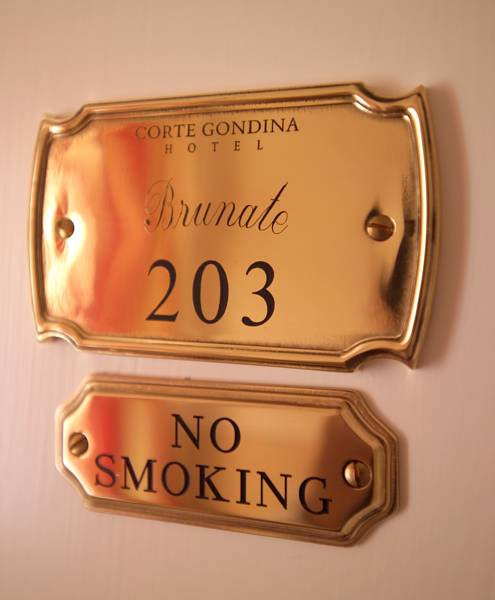 CORTE GONDINA
HOTEL
Brunate
203
NO
SMOKING